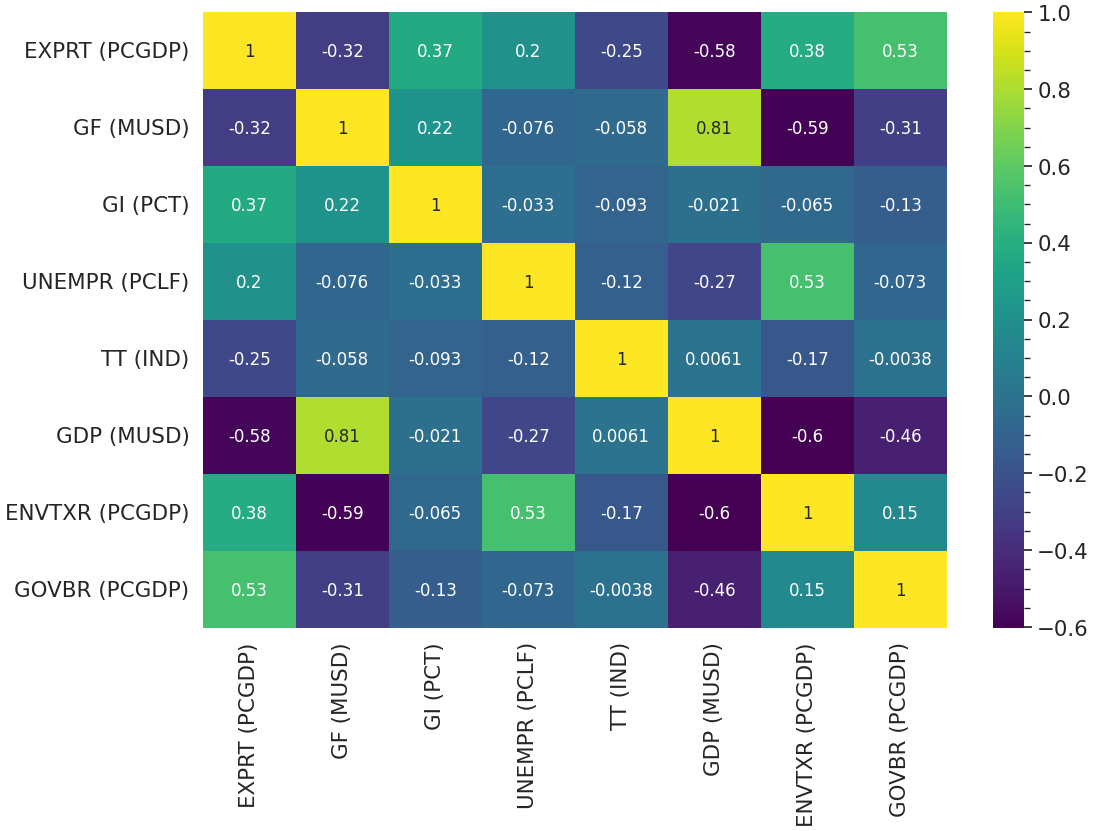 EXPRT (PCGDP) 1 -0.32 0.37 0.2 -0.25 -0.58 0.38 0.53
GF (MUSD) -0.32 1 0.22 -0.076 -0.058 0.81 -0.59 -0.31
GI (PCT) 0.37 0.22 1 -0.033 -0.093 -0.021 -0.065 -0.13
UNEMPR (PCLF) 0.2 -0.076 -0.033 1 -0.12 -0.27 0.53 -0.073
TT (IND) -0.25 -0.058 -0.093 -0.12 1 0.0061 -0.17 -0.0038
GDP (MUSD) -0.58 0.81 -0.021 -0.27 0.0061 1 -0.6 -0.46
ENVTXR (PCGDP) 0.38 -0.59 -0.065 0.53 -0.17 -0.6 1 0.15
GOVBR (PCGDP) 0.53 -0.31 -0.13 -0.073 -0.0038 -0.46 0.15 1
EXPRT (PCGDP)
GF (MUSD)
GI (PCT)
UNEMPR (PCLF)
TT (IND)
GDP (MUSD)
ENVTXR (PCGDP)
GOVBR (PCGDP)
1.0
0.8
0.6
0.4
0.2
0.0
−0.2
−0.4
−0.6